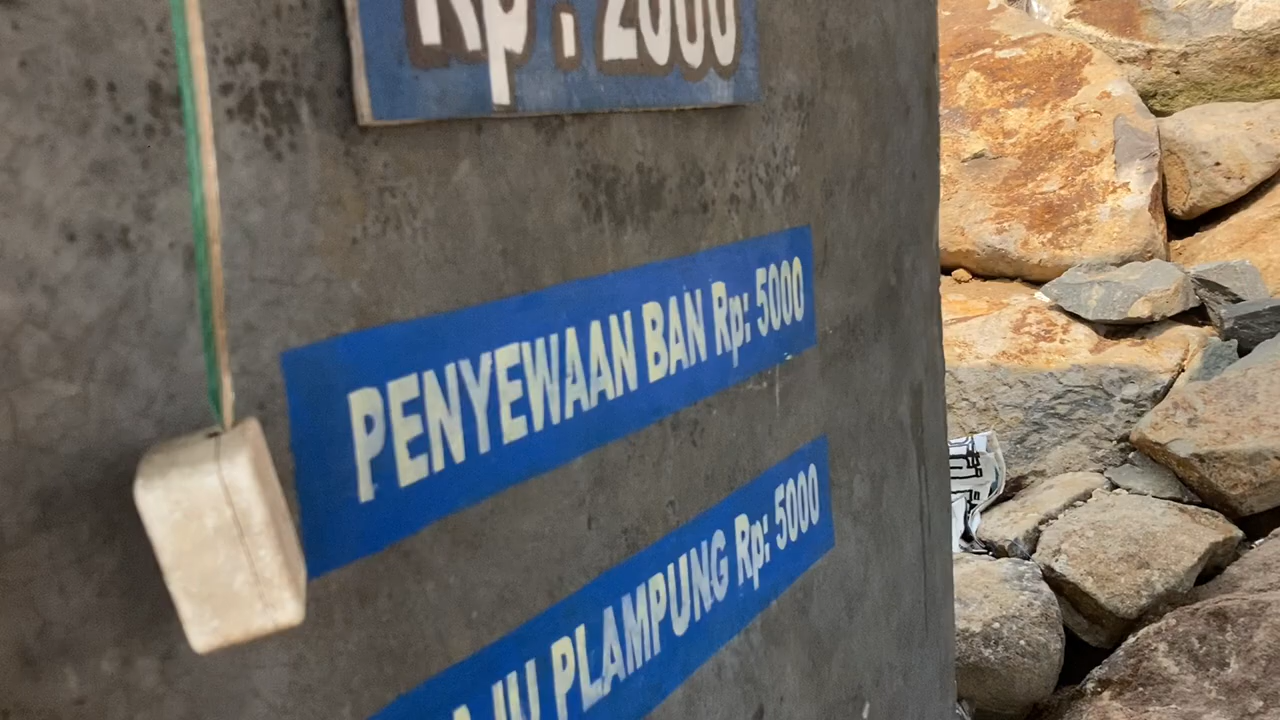 Rp : 2000
PENYEWAAN BAN Rp: 5000
PLAMPUNG Rp: 5000